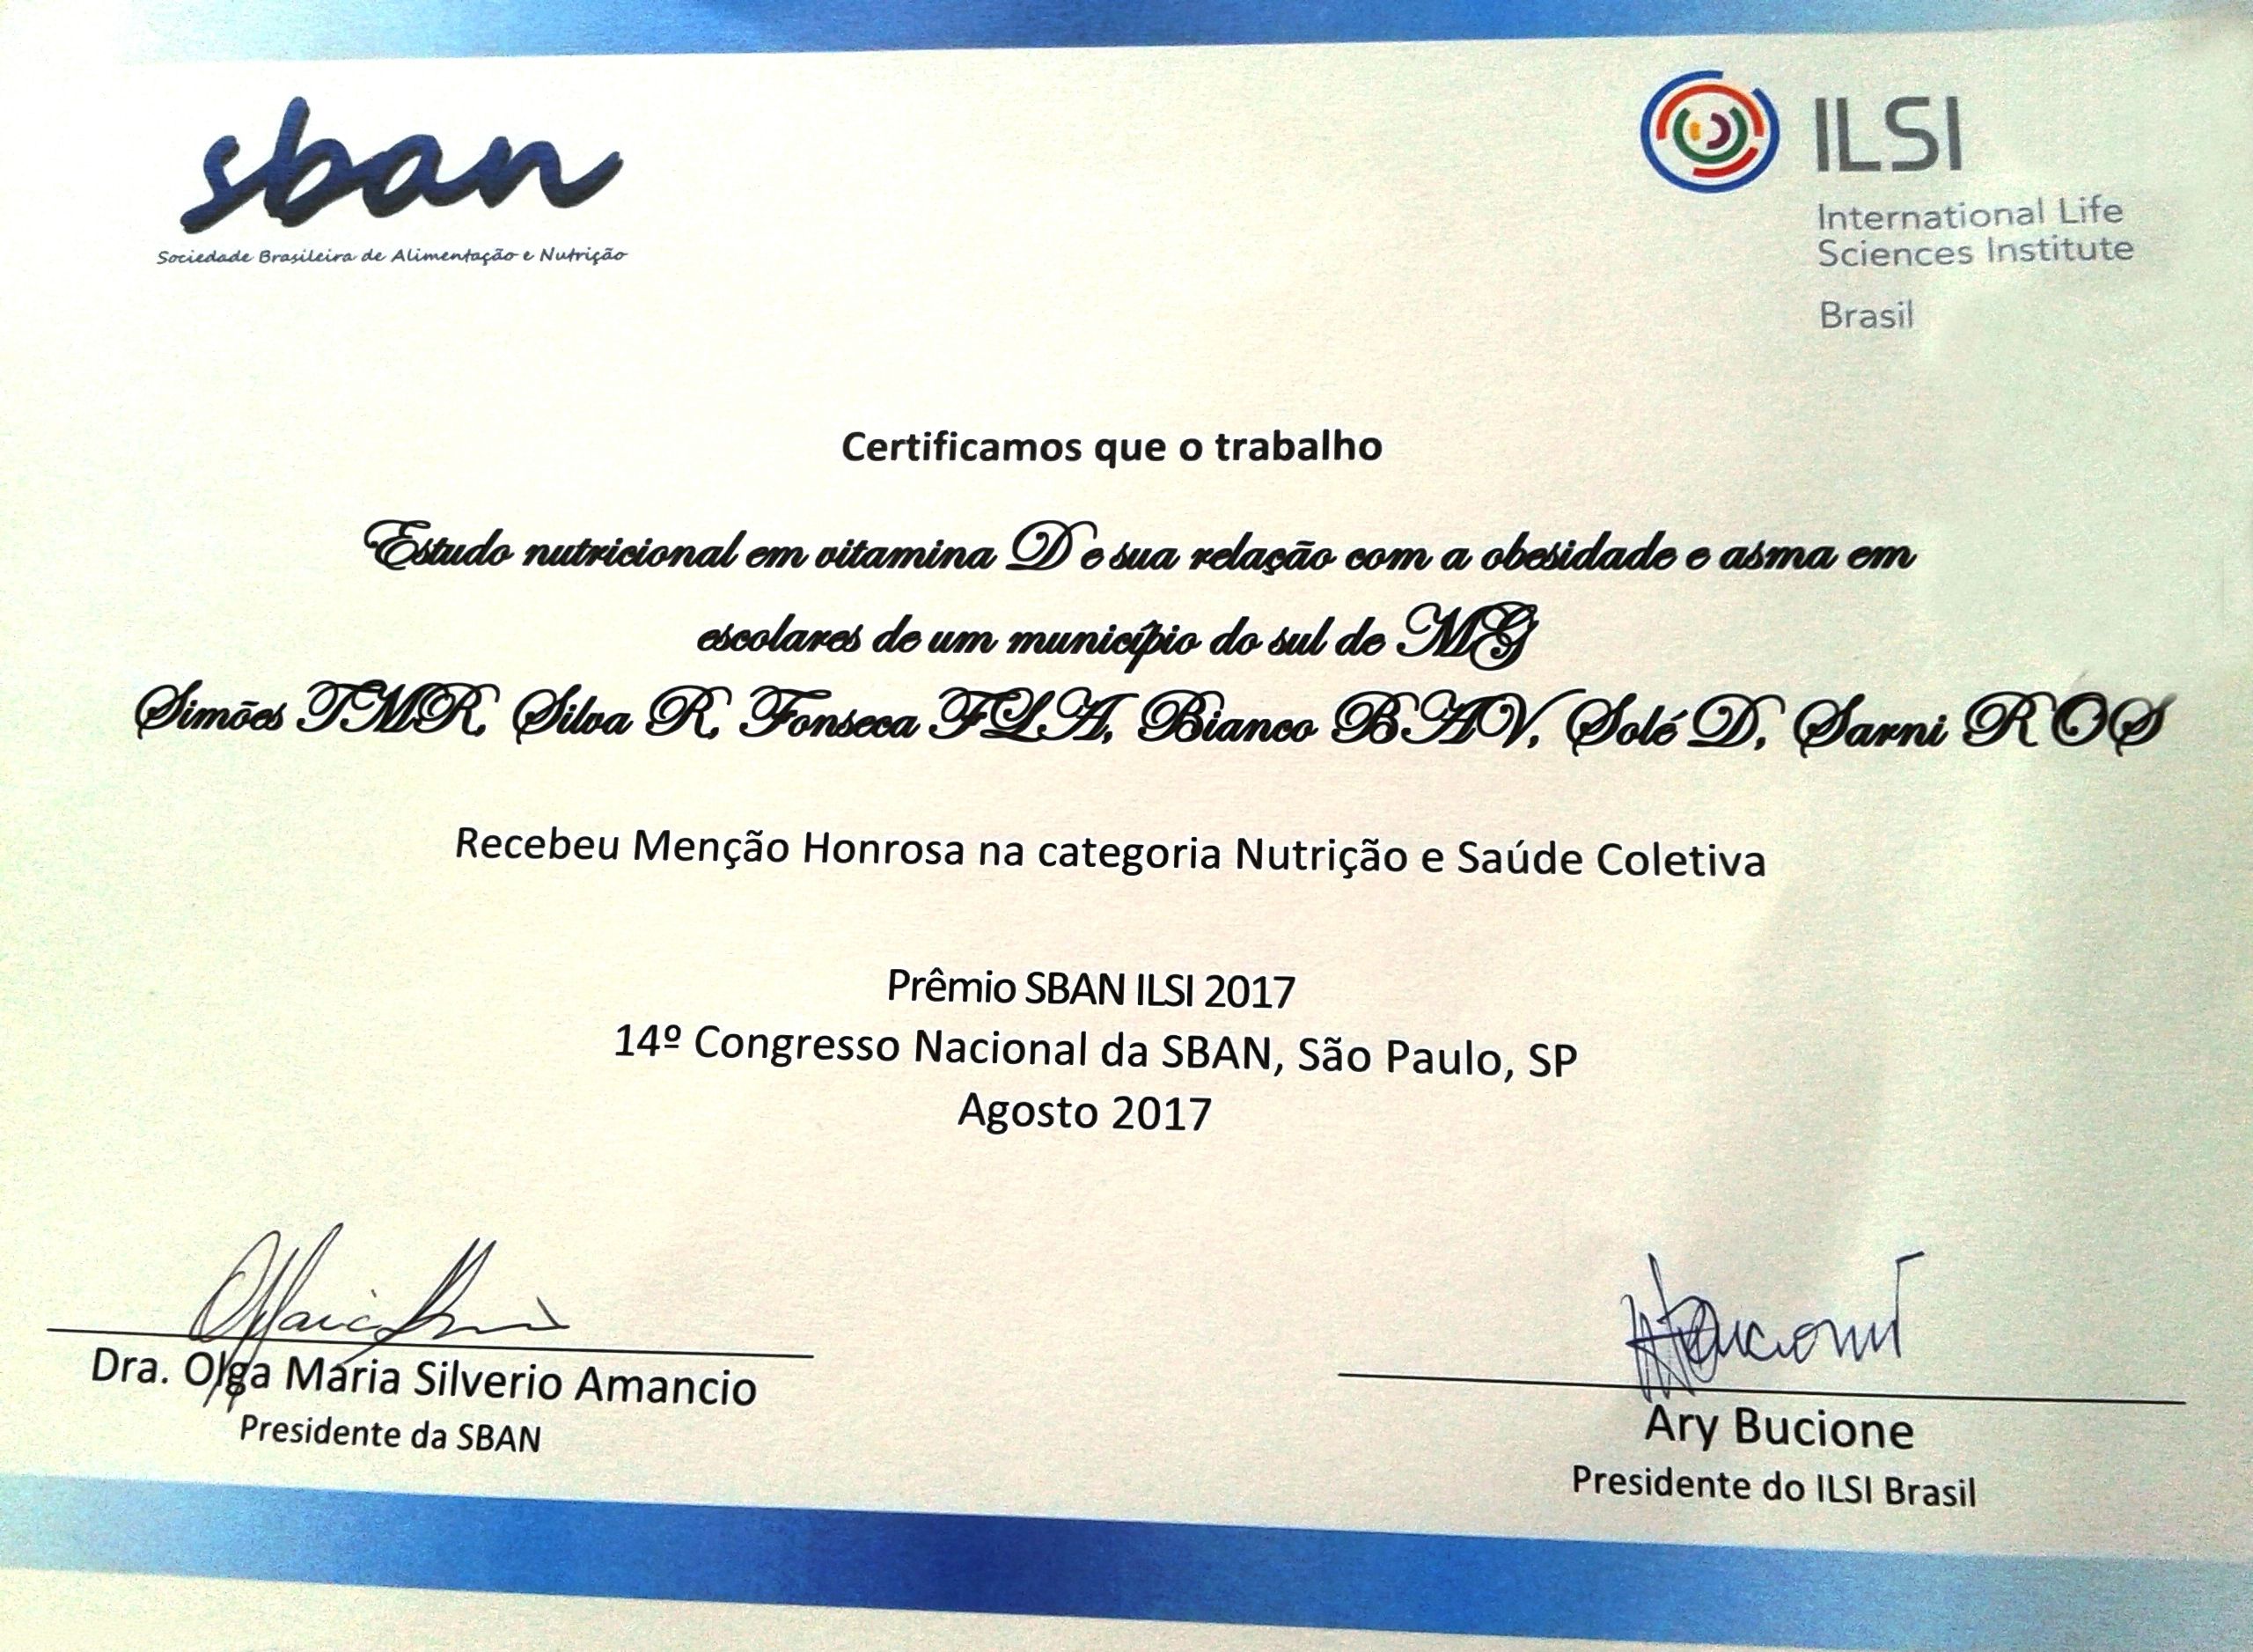 sban
Sociedade Brasileira de Alimentação e Nutrição
ILSI
International Life
Sciences Institute
Brasil
Certificamos que o trabalho
Estudo nutricional em vitamina D e sua relação com a obesidade e asma em
escolares de um município do sul de MG
Simões TMR, Silva R, Fonseca FLA, Bianco BAV, Solé D, Sarni ROS
Recebeu Menção Honrosa na categoria Nutrição e Saúde Coletiva
Prêmio SBAN ILSI 2017
14º Congresso Nacional da SBAN, São Paulo, SP
Agosto 2017
Dra. Olga Maria Silverio Amancio
Presidente da SBAN
Ary Bucione
Presidente do ILSI Brasil